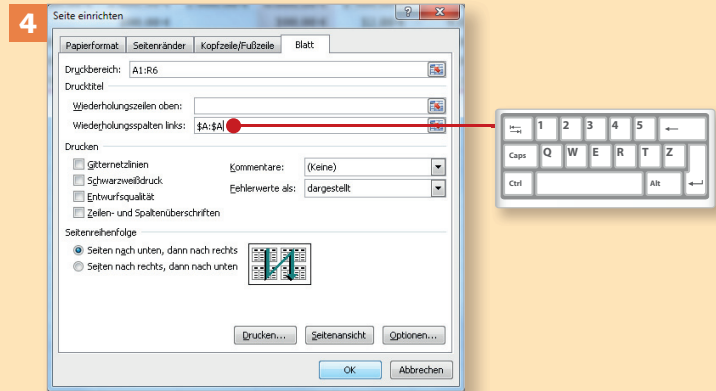 4
Seite einrichten
Papierformat Seitenränder Kopfzeile/Fußzeile Blatt
Druckbereich: A1:R6
Drucktitel
Wiederholungszeilen oben:
Wiederholungsspalten links: $A:$A
Drucken
Gitternetzlinien
Schwarzweißdruck
Entwurfsqualität
Zeilen- und Spaltenüberschriften
Kommentare: (Keine)
Fehlerwerte als: dargestellt
Seitenreihenfolge
Seiten nach unten, dann nach rechts
Seiten nach rechts, dann nach unten
Drucken... Seitenansicht Optionen...
OK Abbrechen
1 2 3 4 5
Caps Q W E R T Z
Ctrl Alt